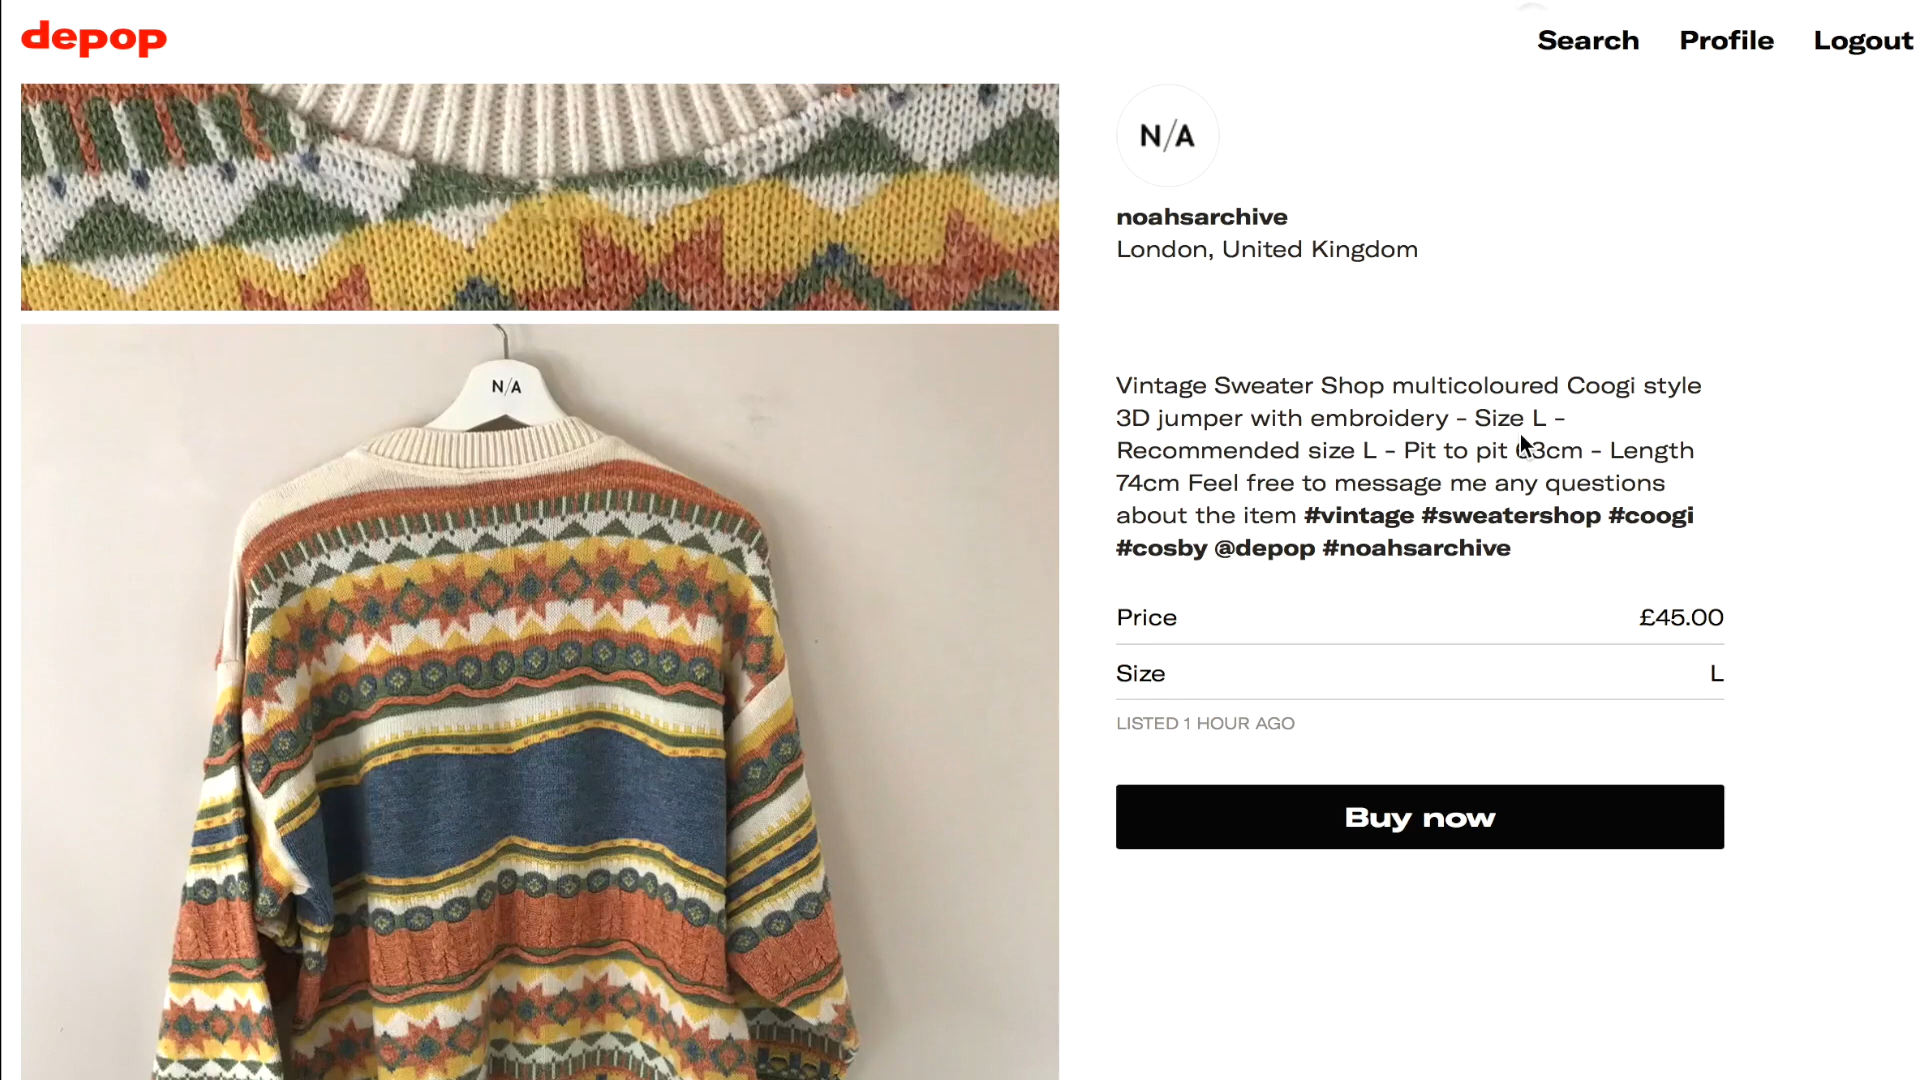 depop
Search Profile Logout
N/A
noahsarchive
London, United Kingdom
N/A
Vintage Sweater Shop multicoloured Coogi style
3D jumper with embroidery - Size L -
Recommended size L - Pit to pit 63cm - Length
74cm Feel free to message me any questions
about the item #vintage #sweatershop #coogi
#cosby @depop #noahsarchive
Price £45.00
Size L
LISTED 1 HOUR AGO
Buy now